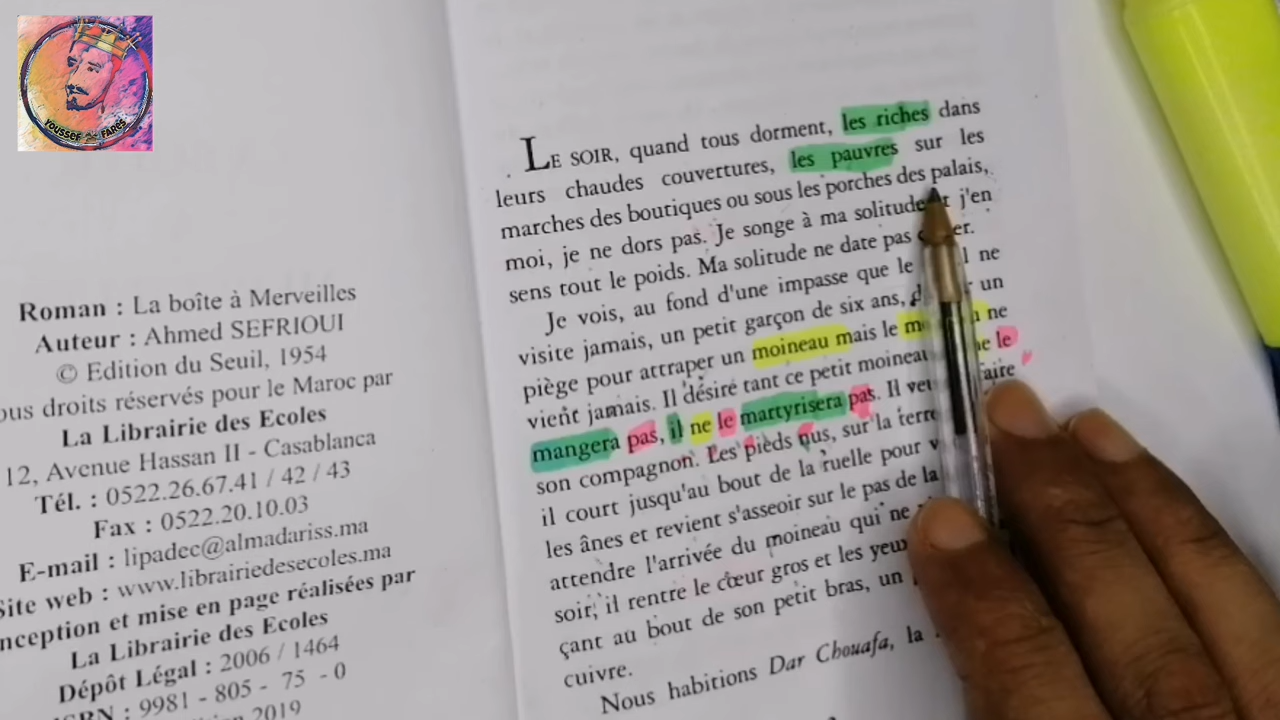 YOUSSEF FARES
Roman : La boîte à Merveilles
Auteur : Ahmed SEFRIOUI
© Edition du Seuil, 1954
ous droits réservés pour le Maroc par
La Librairie des Ecoles
12, Avenue Hassan II - Casablanca
Tél. : 0522.26.67.41 / 42 / 43
Fax : 0522.20.10.03
E-mail : lipadec@almadariss.ma
Site web : www.librairiedesecoles.ma
nception et mise en page réalisées par
La Librairie des Ecoles
Dépôt Légal : 2006 / 1464
9981 - 805 - 75 - 0
2019
LE SOIR, quand tous dorment, les riches dans
leurs chaudes couvertures, les pauvres sur les
marches des boutiques ou sous les porches des palais,
moi, je ne dors pas. Je songe à ma solitude j'en
sens tout le poids. Ma solitude ne date pas
Je vois, au fond d'une impasse que le ne
visite jamais, un petit garçon de six ans, un
piège pour attraper un moineau mais le ne
vient jamais. Il désire tant ce petit moineau le
mangera pas, il ne le martyrisera pas. Il faire
son compagnon. Les pieds nus, sur la terre
il court jusqu'au bout de la ruelle pour
les ânes et revient s'asseoir sur le pas de la
attendre l'arrivée du moineau qui ne
soir, il rentre le cœur gros et les yeux
çant au bout de son petit bras, un
cuivre.
Nous habitions Dar Chouafa, la